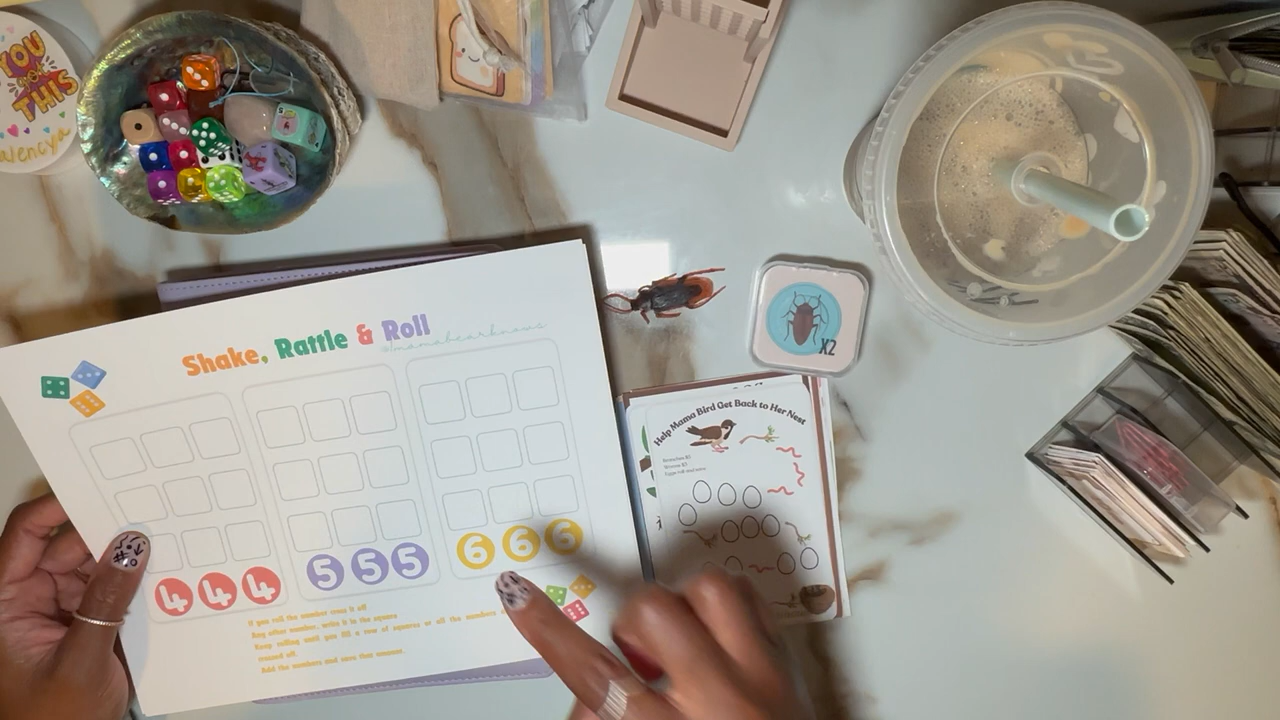 YOU
GOT
THIS
Shake, Rattle & Roll
@mamabearknows
4 4 4
5 5 5
6 6 6
If you roll the number cross it off
Any other number, write it in the square
Keep rolling until you fill a row of squares or all the numbers
crossed off.
Add the numbers and save that amount.
X2
Help Mama Bird Get Back to Her Nest